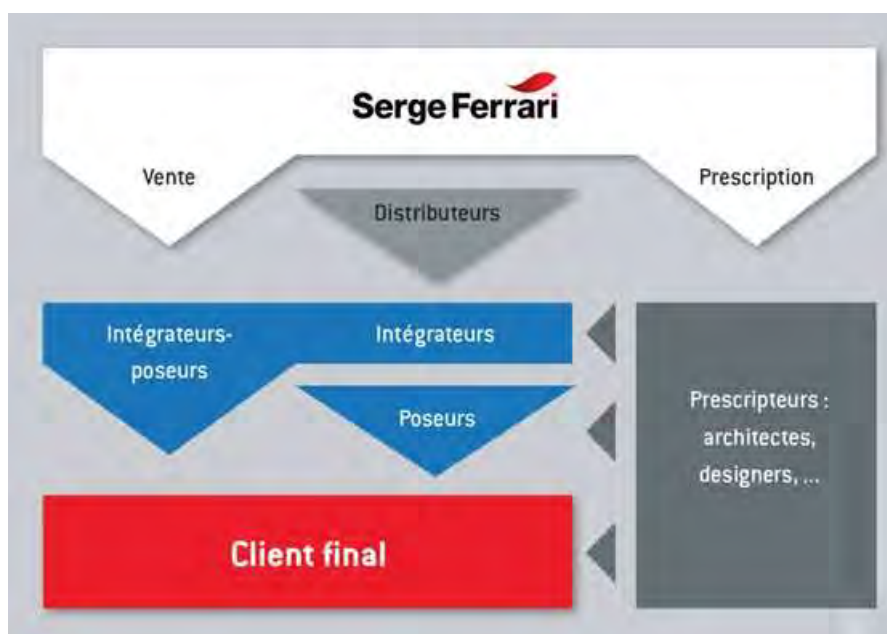 Serge Ferrari
Vente
Prescription
Distributeurs
Intégrateurs-
poseurs
Intégrateurs
Poseurs
Prescripteurs :
architectes,
designers, ...
Client final